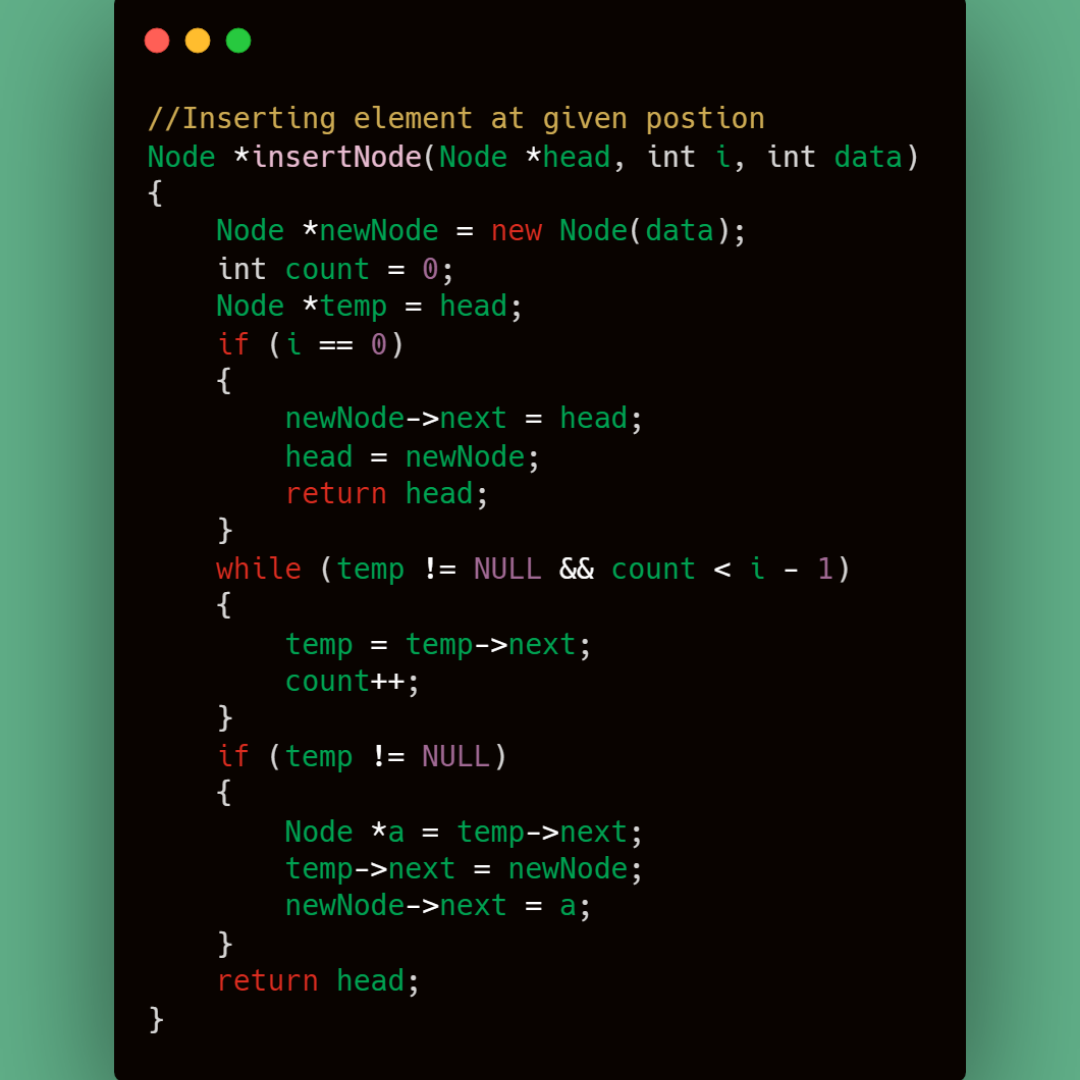 //Inserting element at given postion
Node *insertNode(Node *head, int i, int data)
{
    Node *newNode = new Node(data);
    int count = 0;
    Node *temp = head;
    if (i == 0)
    {
        newNode->next = head;
        head = newNode;
        return head;
    }
    while (temp != NULL && count < i - 1)
    {
        temp = temp->next;
        count++;
    }
    if (temp != NULL)
    {
        Node *a = temp->next;
        temp->next = newNode;
        newNode->next = a;
    }
    return head;
}